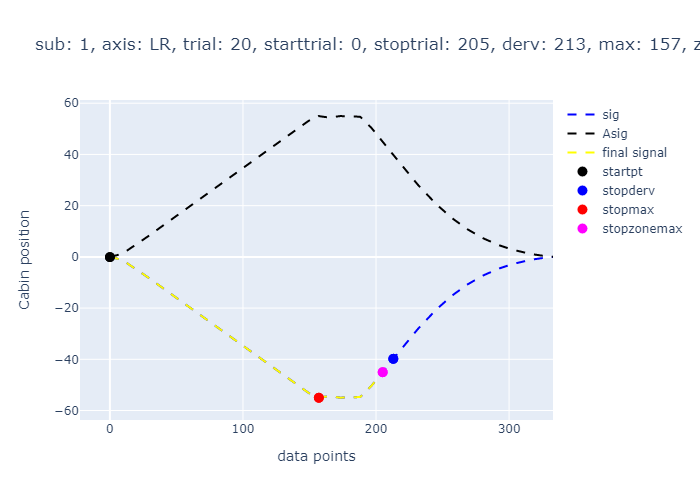 sub: 1, axis: LR, trial: 20, starttrial: 0, stoptrial: 205, derv: 213, max: 157, z
60
40
20
0
−20
−40
−60
Cabin position
0
100
200
300
data points
sig
Asig
final signal
startpt
stopderv
stopmax
stopzonemax